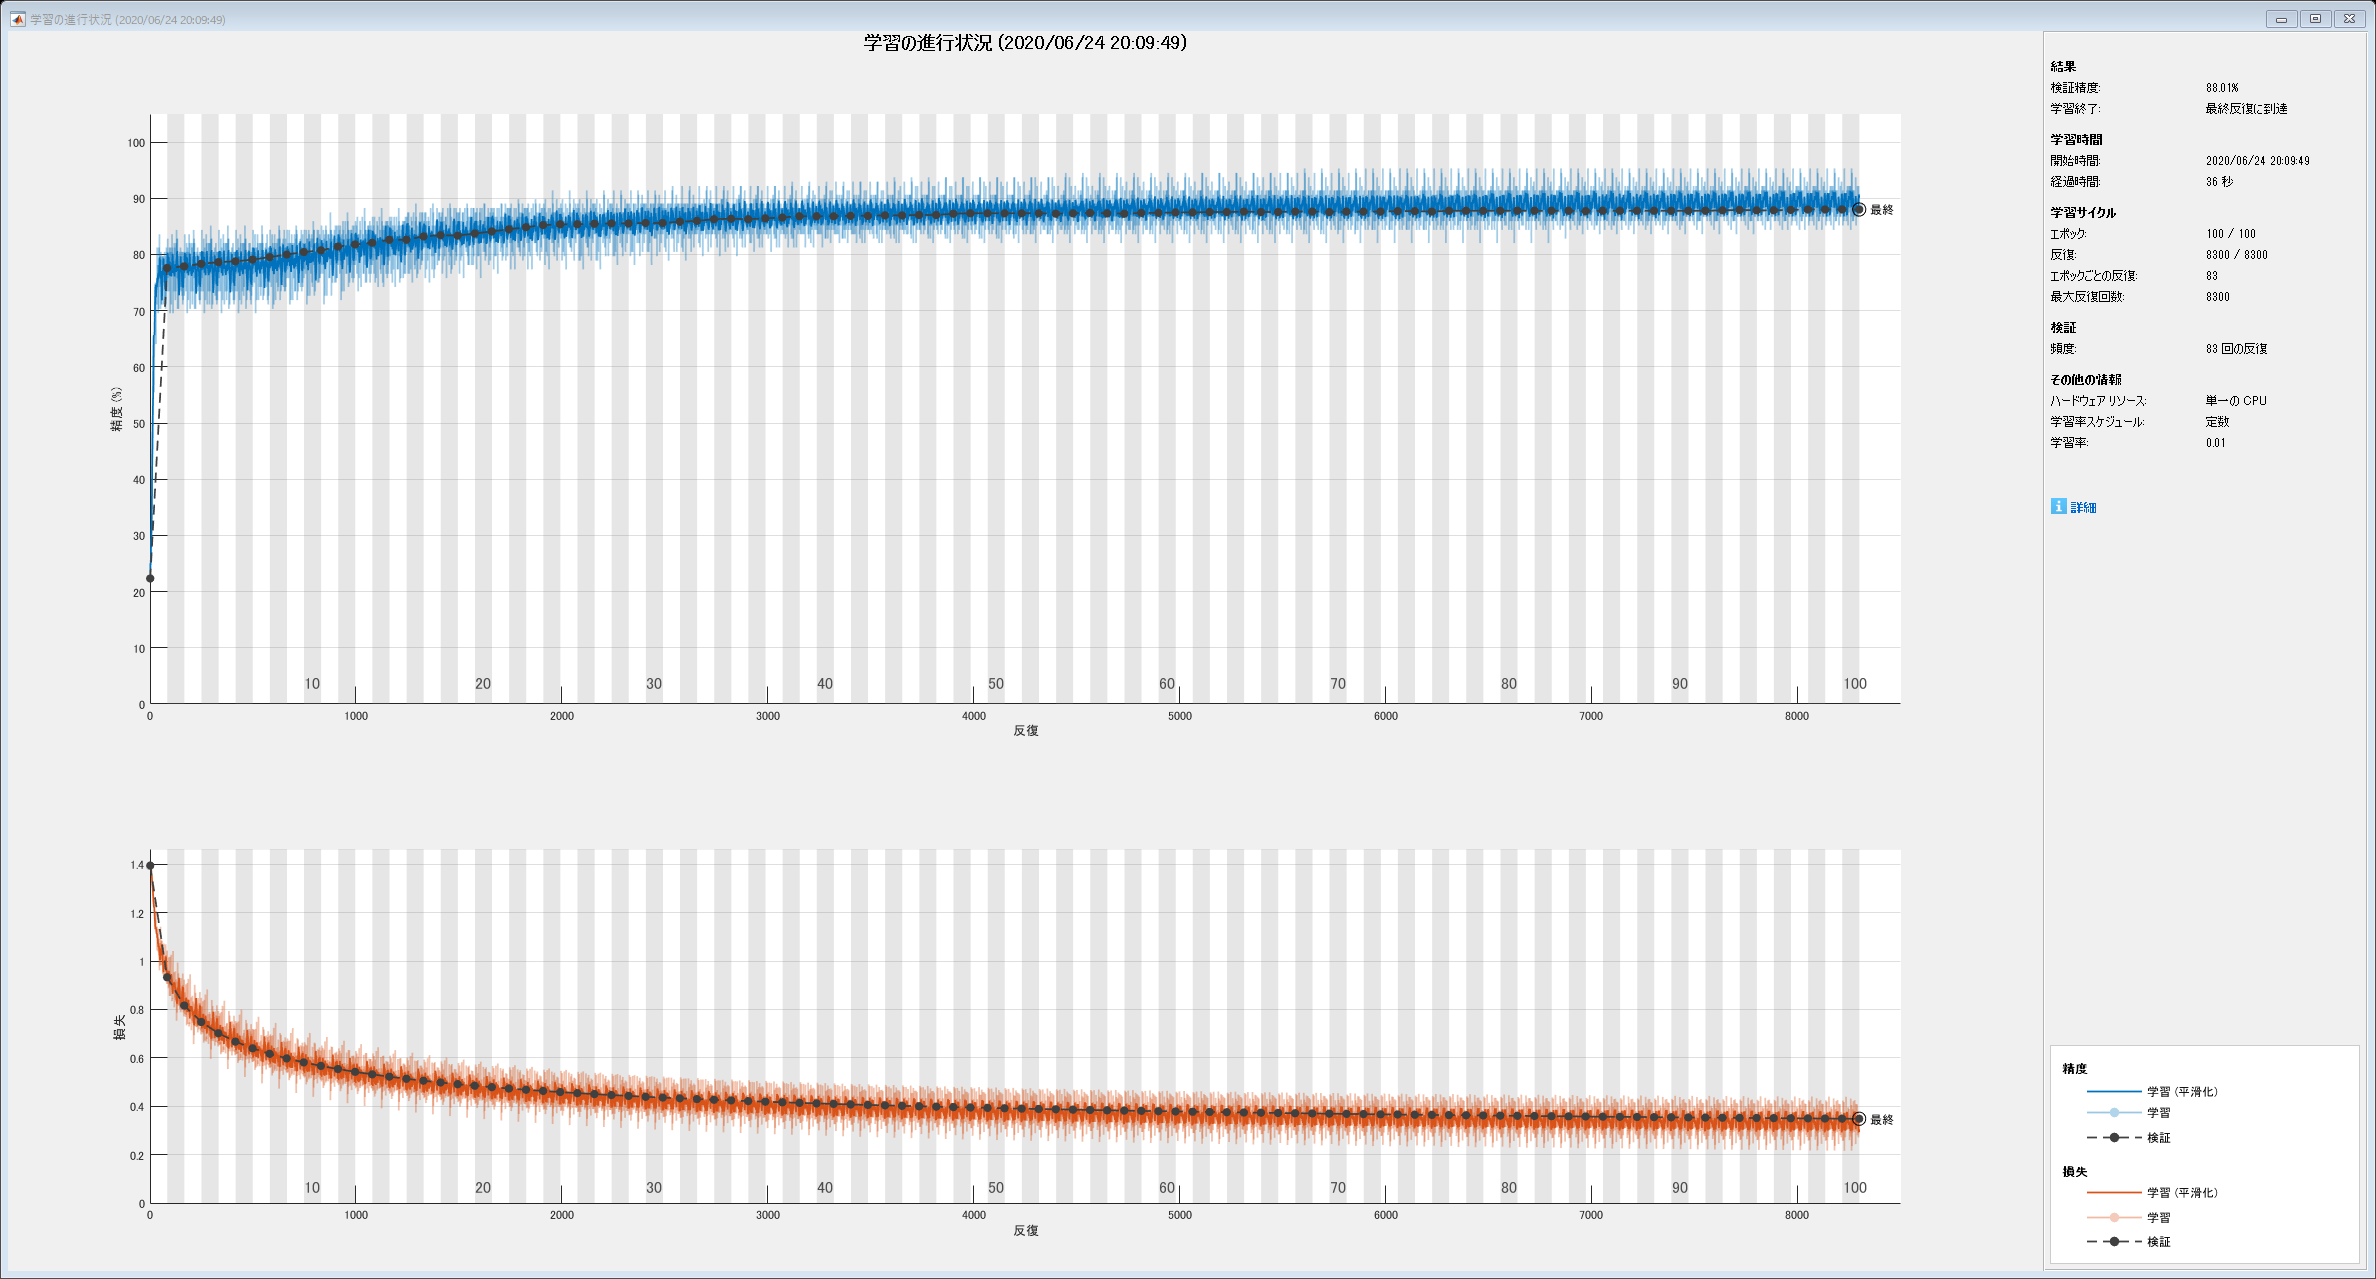 学習の進行状況 (2020/06/24 20:09:49)
学習の進行状況 (2020/06/24 20:09:49)
100
90
80
70
60
50
40
30
20
10
0
精度 (%)
10 20 30 40 50 60 70 80 90 100
0 1000 2000 3000 4000 5000 6000 7000 8000
反復
最終
1.4
1.2
1
0.8
0.6
0.4
0.2
0
損失
10 20 30 40 50 60 70 80 90 100
0 1000 2000 3000 4000 5000 6000 7000 8000
反復
最終
結果
検証精度: 88.01%
学習終了: 最終反復に到達
学習時間
開始時間: 2020/06/24 20:09:49
経過時間: 36 秒
学習サイクル
エポック: 100 / 100
反復: 8300 / 8300
エポックごとの反復: 83
最大反復回数: 8300
検証
頻度: 83 回の反復
その他の情報
ハードウェア リソース: 単一の CPU
学習率スケジュール: 定数
学習率: 0.01
i 詳細
精度
学習 (平滑化)
学習
検証
損失
学習 (平滑化)
学習
検証